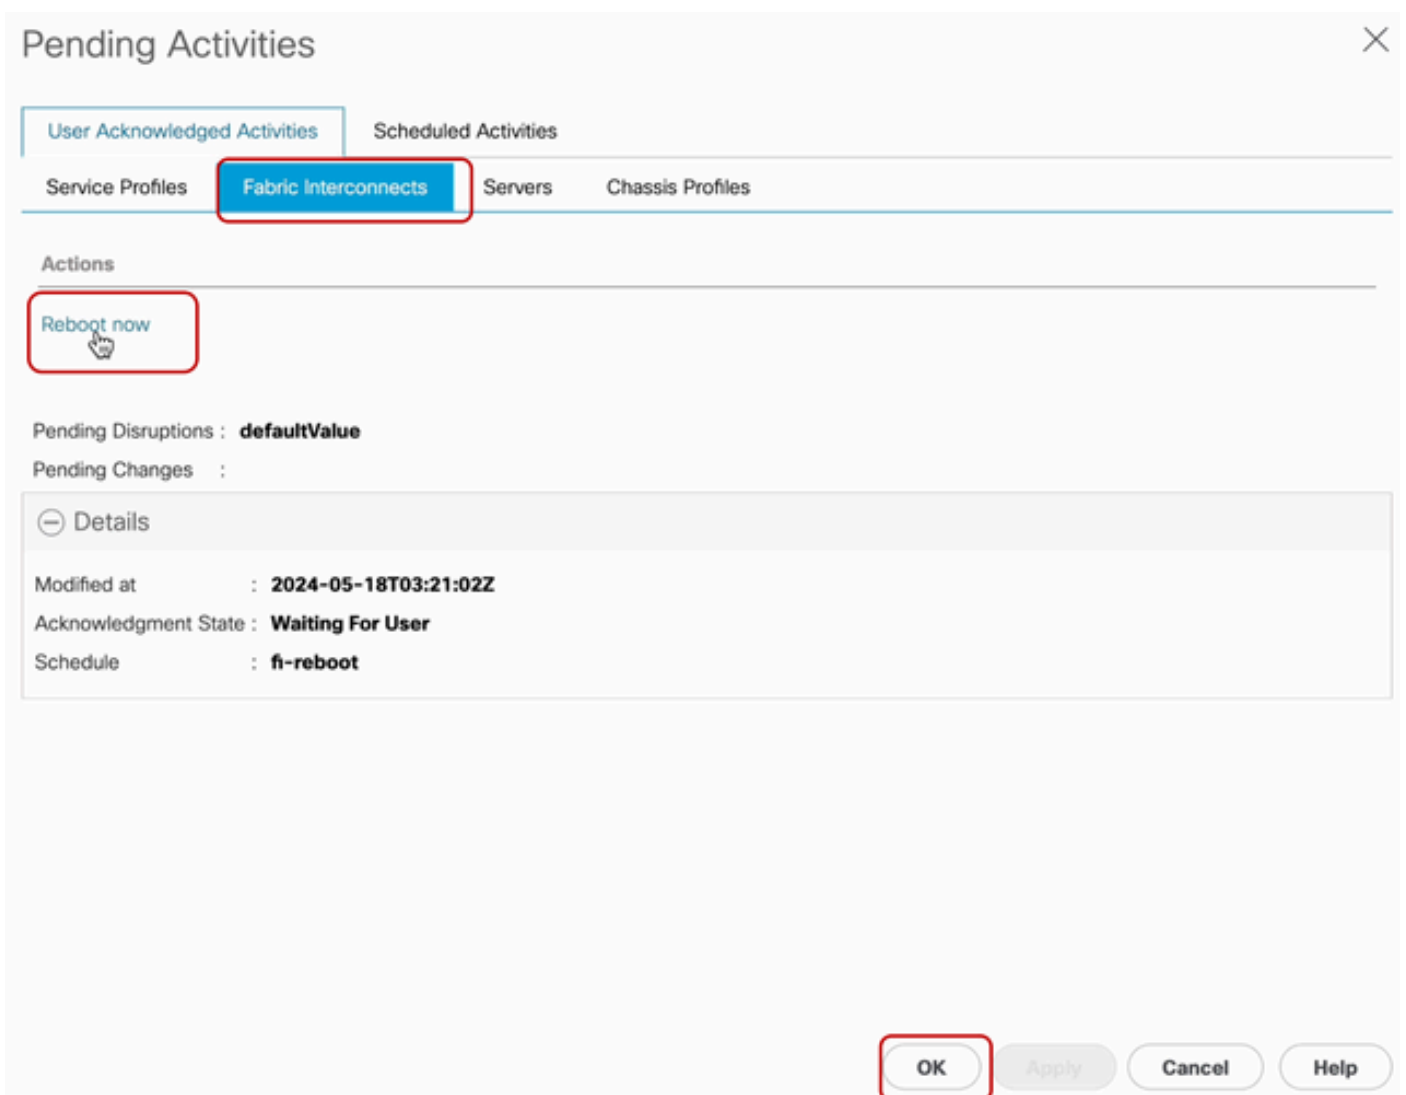 Pending Activities
User Acknowledged Activities Scheduled Activities
Service Profiles Fabric Interconnects Servers Chassis Profiles
Actions
Reboot now
Pending Disruptions : defaultValue
Pending Changes :
Details
Modified at : 2024-05-18T03:21:02Z
Acknowledgment State : Waiting For User
Schedule : fi-reboot
OK Apply Cancel Help